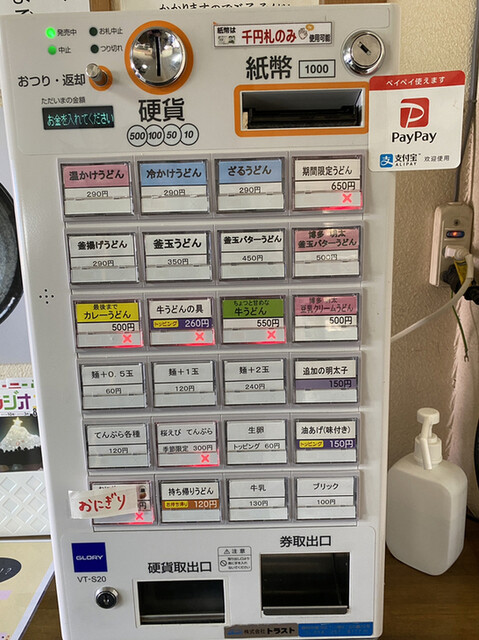 発売中
お札中止
中止
つり切れ
紙幣は 千円札のみ 使用可能
おつり・返却
紙幣 1000
ペイペイ使えます
PayPay
支付宝
ALIPAY
欢迎使用
ただいまの金額
お金を入れてください
硬貨
500 100 50 10
温かけうどん
290円
冷かけうどん
290円
ざるうどん
290円
期間限定うどん
650円
釜揚げうどん
290円
釜玉うどん
350円
釜玉バターうどん
450円
博多 明太
釜玉バターうどん
500円
最後まで
カレーうどん
500円
牛うどんの具
トッピング 260円
ちょっと甘めな
牛うどん
550円
博多 明太
豆乳クリームうどん
500円
麺+0.5玉
60円
麺+1玉
120円
麺+2玉
240円
追加の明太子
150円
てんぷら各種
120円
桜えび てんぷら
季節限定 300円
生卵
トッピング 60円
油あげ(味付き)
トッピング 150円
おにぎり
持ち帰りうどん
120円
牛乳
130円
ブリック
100円
GLORY
VT-S20
注意
硬貨取出口
券取出口
株式会社 トラスト